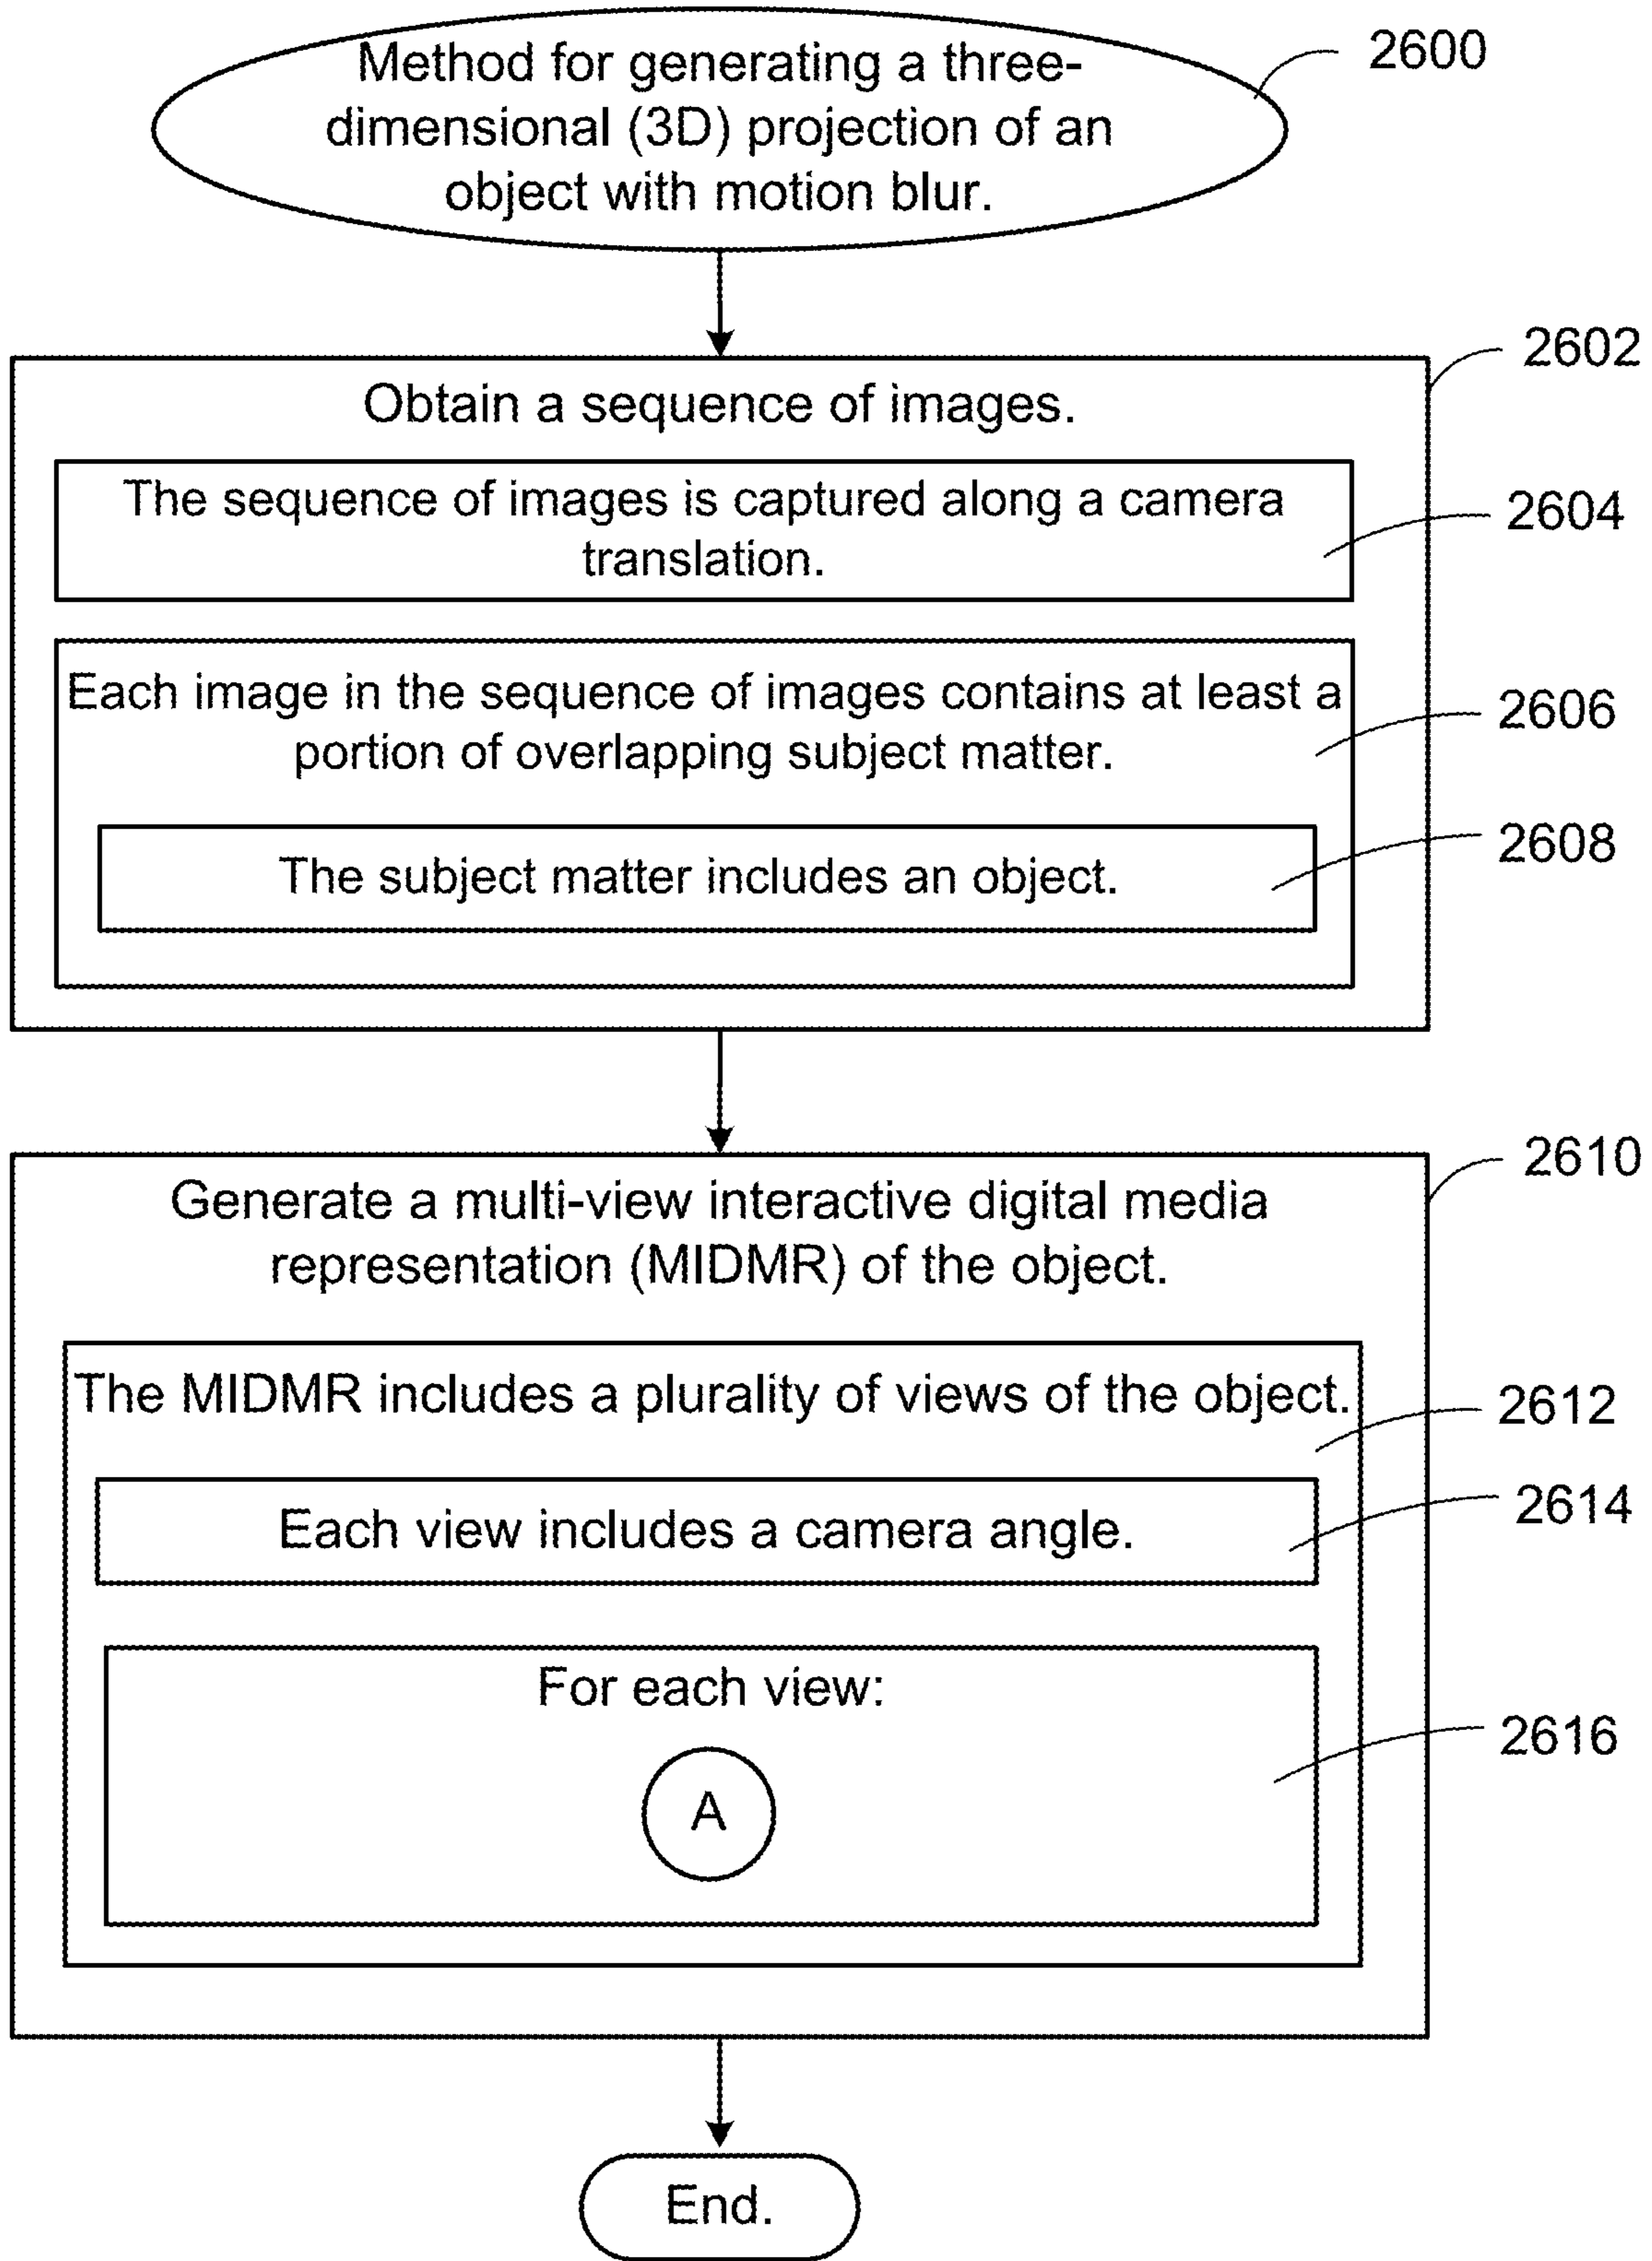 Method for generating a three-
dimensional (3D) projection of an
object with motion blur.
2600
2602
Obtain a sequence of images.
The sequence of images is captured along a camera
translation.
2604
Each image in the sequence of images contains at least a
portion of overlapping subject matter.
2606
The subject matter includes an object.
2608
2610
Generate a multi-view interactive digital media
representation (MIDMR) of the object.
The MIDMR includes a plurality of views of the object.
2612
Each view includes a camera angle.
2614
For each view:
A
2616
End.